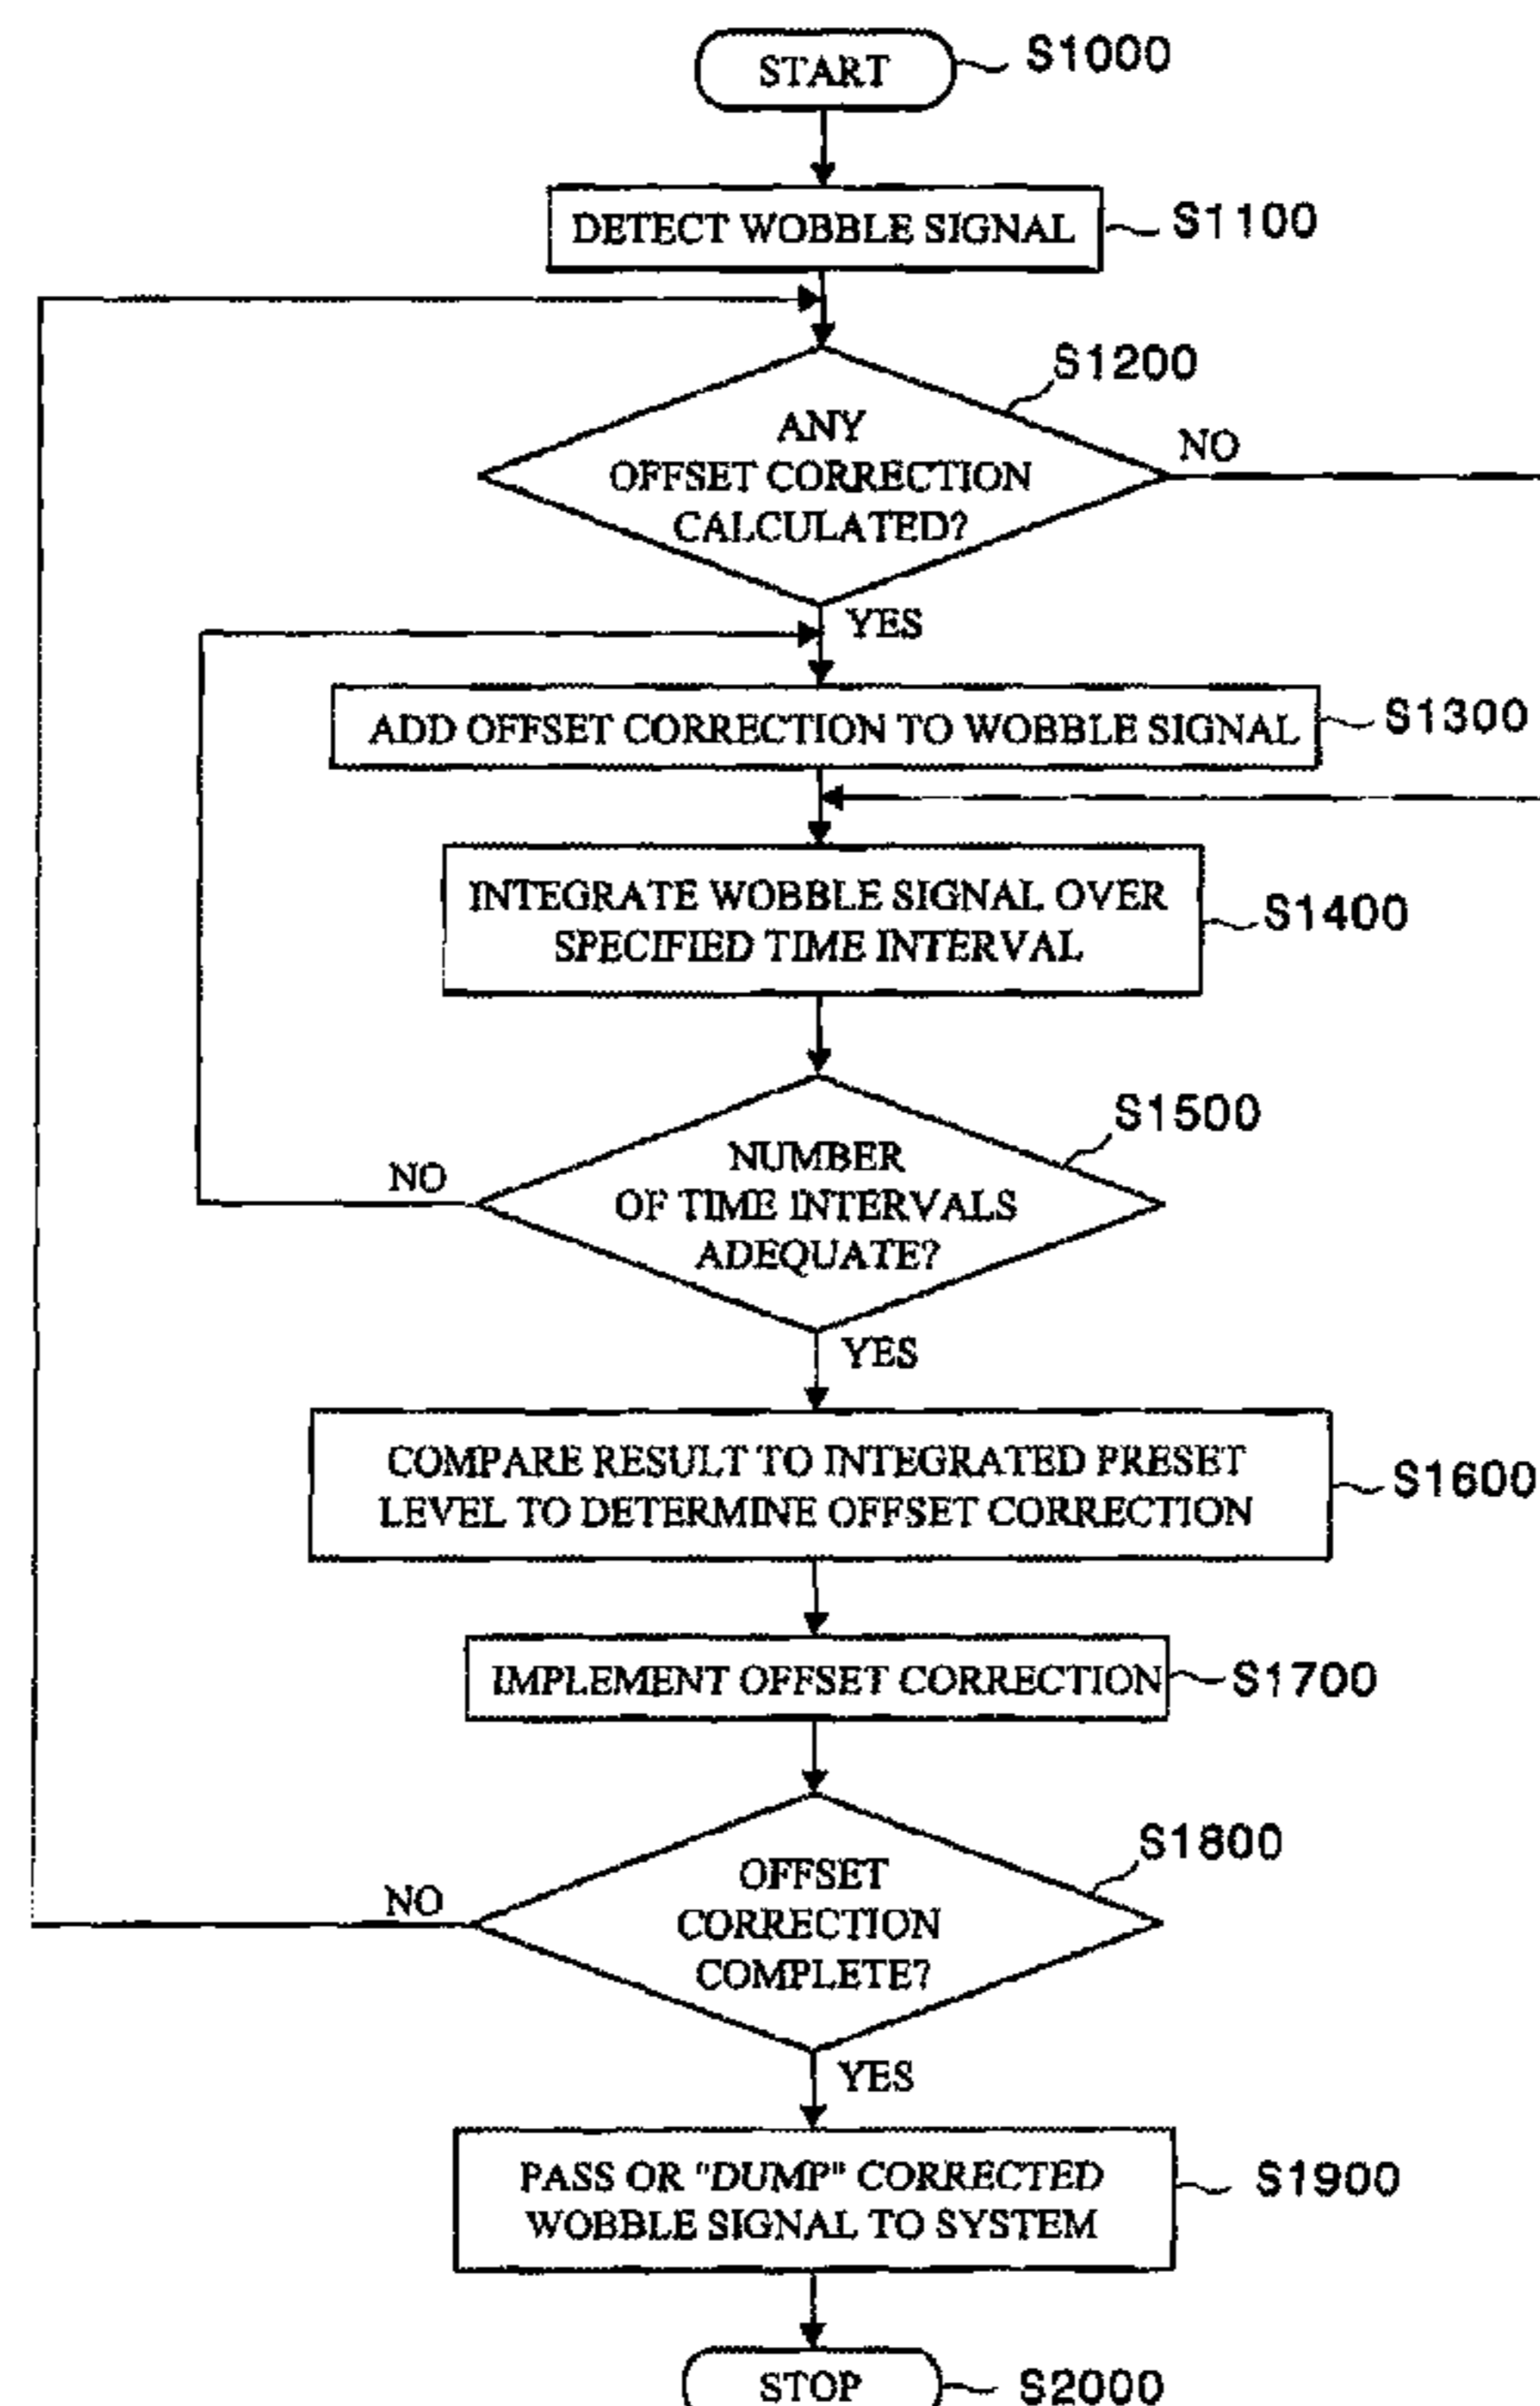 START
S1000
DETECT WOBBLE SIGNAL
S1100
S1200
ANY
OFFSET CORRECTION
CALCULATED?
NO
YES
ADD OFFSET CORRECTION TO WOBBLE SIGNAL
S1300
INTEGRATE WOBBLE SIGNAL OVER
SPECIFIED TIME INTERVAL
S1400
S1500
NUMBER
OF TIME INTERVALS
ADEQUATE?
NO
YES
COMPARE RESULT TO INTEGRATED PRESET
LEVEL TO DETERMINE OFFSET CORRECTION
S1600
IMPLEMENT OFFSET CORRECTION
S1700
S1800
OFFSET
CORRECTION
COMPLETE?
NO
YES
PASS OR "DUMP" CORRECTED
WOBBLE SIGNAL TO SYSTEM
S1900
STOP
S2000